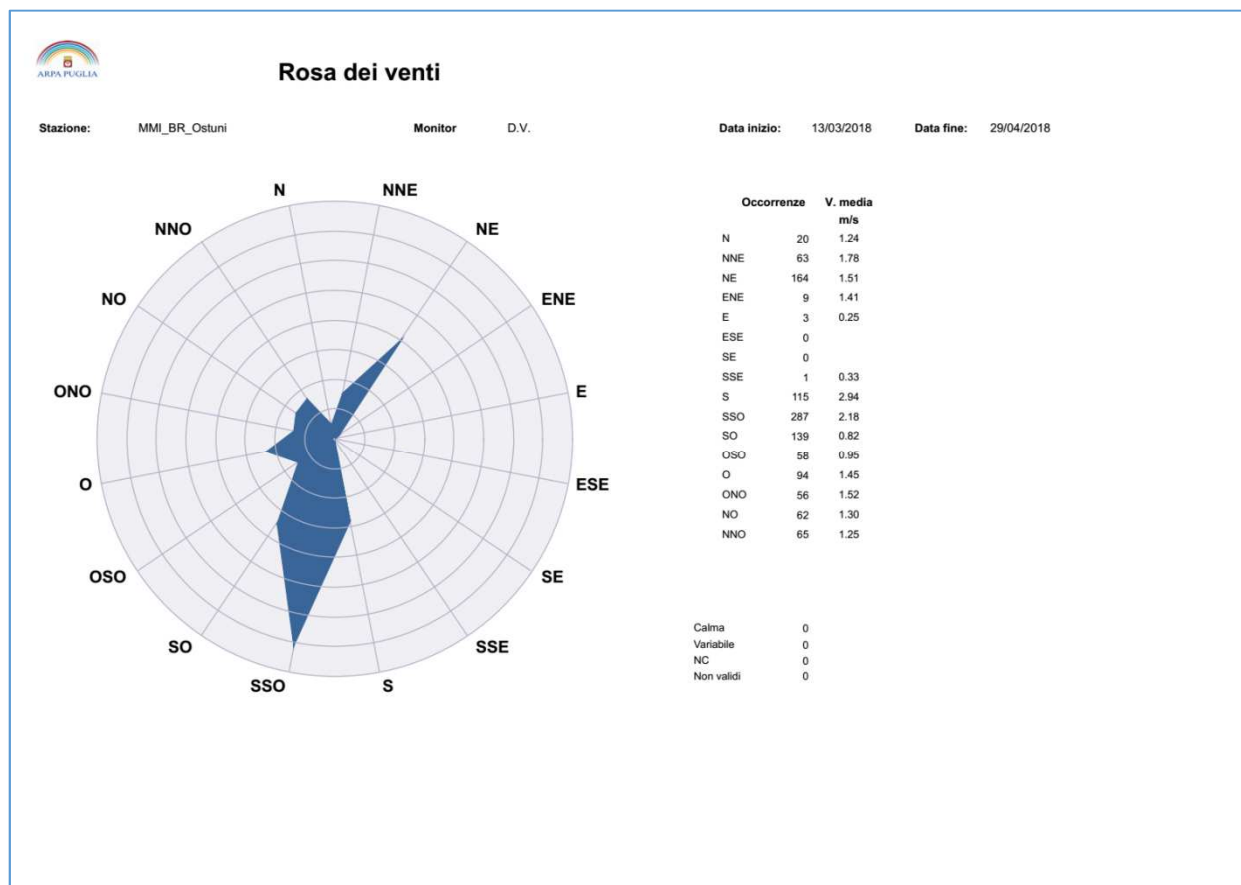 ARPA PUGLIA
Rosa dei venti
Stazione: MMI_BR_Ostuni Monitor D.V. Data inizio: 13/03/2018 Data fine: 29/04/2018
N
NNE
NE
ENE
E
ESE
SE
SSE
S
SSO
SO
OSO
O
ONO
NO
NNO
Occorrenze V. media
m/s
N 20 1.24
NNE 63 1.78
NE 164 1.51
ENE 9 1.41
E 3 0.25
ESE 0
SE 0
SSE 1 0.33
S 115 2.94
SSO 287 2.18
SO 139 0.82
OSO 58 0.95
O 94 1.45
ONO 56 1.52
NO 62 1.30
NNO 65 1.25
Calma 0
Variabile 0
NC 0
Non validi 0